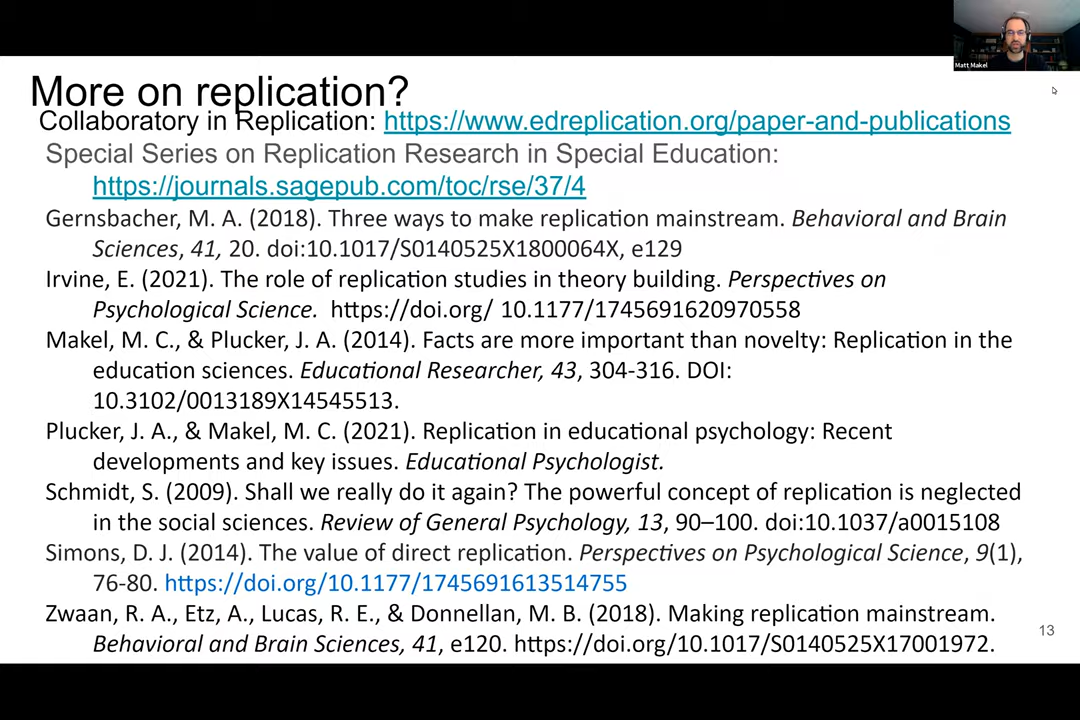 Matt Makel
More on replication?
Collaboratory in Replication: https://www.edreplication.org/paper-and-publications
Special Series on Replication Research in Special Education:
https://journals.sagepub.com/toc/rse/37/4
Gernsbacher, M. A. (2018). Three ways to make replication mainstream. Behavioral and Brain
Sciences, 41, 20. doi:10.1017/S0140525X1800064X, e129
Irvine, E. (2021). The role of replication studies in theory building. Perspectives on
Psychological Science. https://doi.org/ 10.1177/1745691620970558
Makel, M. C., & Plucker, J. A. (2014). Facts are more important than novelty: Replication in the
education sciences. Educational Researcher, 43, 304-316. DOI:
10.3102/0013189X14545513.
Plucker, J. A., & Makel, M. C. (2021). Replication in educational psychology: Recent
developments and key issues. Educational Psychologist.
Schmidt, S. (2009). Shall we really do it again? The powerful concept of replication is neglected
in the social sciences. Review of General Psychology, 13, 90–100. doi:10.1037/a0015108
Simons, D. J. (2014). The value of direct replication. Perspectives on Psychological Science, 9(1),
76-80. https://doi.org/10.1177/1745691613514755
Zwaan, R. A., Etz, A., Lucas, R. E., & Donnellan, M. B. (2018). Making replication mainstream.
Behavioral and Brain Sciences, 41, e120. https://doi.org/10.1017/S0140525X17001972.
13